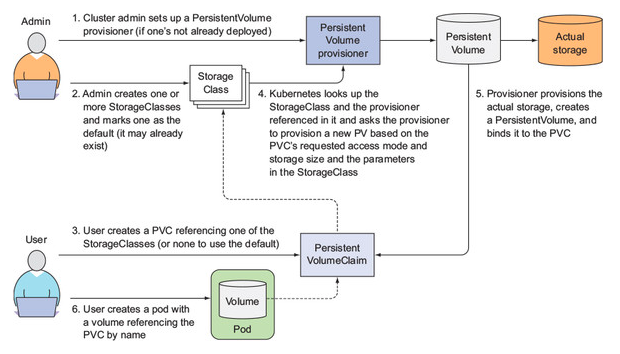 Admin
1. Cluster admin sets up a PersistentVolume
provisioner (if one's not already deployed)
Persistent
Volume
provisioner
Persistent
Volume
Actual
storage
2. Admin creates one or
more StorageClasses
and marks one as the
default (it may already
exist)
Storage
Class
4. Kubernetes looks up the
StorageClass and the provisioner
referenced in it and asks the provisioner
to provision a new PV based on the
PVC's requested access mode and
storage size and the parameters
in the StorageClass
5. Provisioner provisions the
actual storage, creates
a PersistentVolume, and
binds it to the PVC
User
3. User creates a PVC referencing one of the
StorageClasses (or none to use the default)
Persistent
VolumeClaim
6. User creates a pod with
a volume referencing the
PVC by name
Volume
Pod